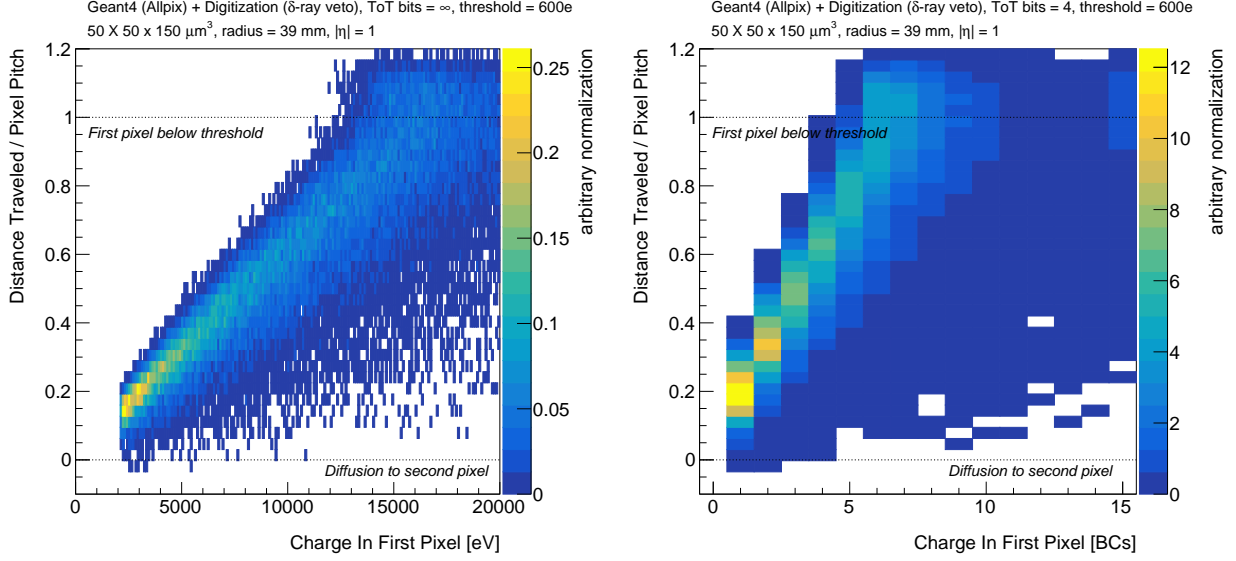 Geant4 (Allpix) + Digitization (δ-ray veto), ToT bits = ∞, threshold = 600e
50 X 50 x 150 μm³, radius = 39 mm, |η| = 1
Distance Traveled / Pixel Pitch
1.2
1
0.8
0.6
0.4
0.2
0
First pixel below threshold
Diffusion to second pixel
0 5000 10000 15000 20000
Charge In First Pixel [eV]
0.25
0.2
0.15
0.1
0.05
0
arbitrary normalization
Geant4 (Allpix) + Digitization (δ-ray veto), ToT bits = 4, threshold = 600e
50 X 50 x 150 μm³, radius = 39 mm, |η| = 1
Distance Traveled / Pixel Pitch
1.2
1
0.8
0.6
0.4
0.2
0
First pixel below threshold
Diffusion to second pixel
0 5 10 15
Charge In First Pixel [BCs]
12
10
8
6
4
2
0
arbitrary normalization